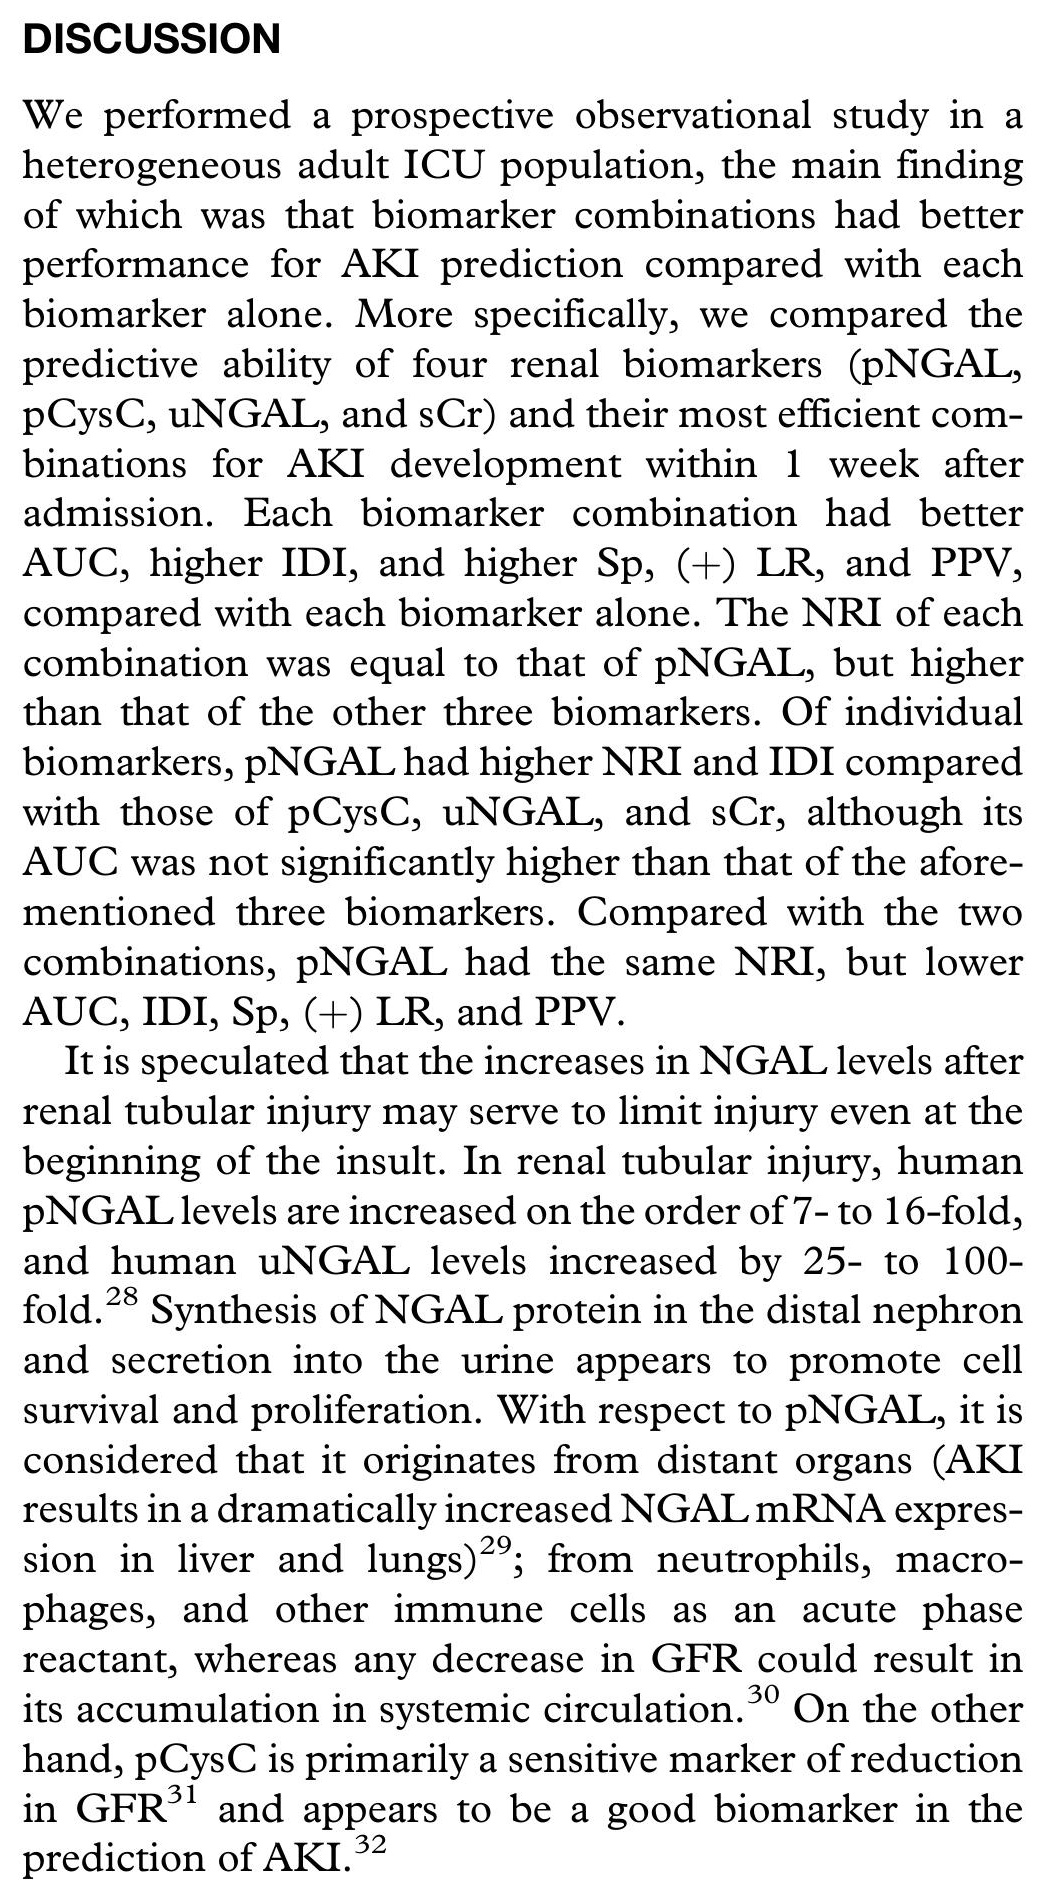 DISCUSSION
We performed a prospective observational study in a
heterogeneous adult ICU population, the main finding
of which was that biomarker combinations had better
performance for AKI prediction compared with each
biomarker alone. More specifically, we compared the
predictive ability of four renal biomarkers (pNGAL,
pCysC, uNGAL, and sCr) and their most efficient com-
binations for AKI development within 1 week after
admission. Each biomarker combination had better
AUC, higher IDI, and higher Sp, (+) LR, and PPV,
compared with each biomarker alone. The NRI of each
combination was equal to that of pNGAL, but higher
than that of the other three biomarkers. Of individual
biomarkers, pNGAL had higher NRI and IDI compared
with those of pCysC, uNGAL, and sCr, although its
AUC was not significantly higher than that of the afore-
mentioned three biomarkers. Compared with the two
combinations, pNGAL had the same NRI, but lower
AUC, IDI, Sp, (+) LR, and PPV.
It is speculated that the increases in NGAL levels after
renal tubular injury may serve to limit injury even at the
beginning of the insult. In renal tubular injury, human
pNGAL levels are increased on the order of 7- to 16-fold,
and human uNGAL levels increased by 25- to 100-
fold.28 Synthesis of NGAL protein in the distal nephron
and secretion into the urine appears to promote cell
survival and proliferation. With respect to pNGAL, it is
considered that it originates from distant organs (AKI
results in a dramatically increased NGAL mRNA expres-
sion in liver and lungs)29; from neutrophils, macro-
phages, and other immune cells as an acute phase
reactant, whereas any decrease in GFR could result in
its accumulation in systemic circulation.30 On the other
hand, pCysC is primarily a sensitive marker of reduction
in GFR31 and appears to be a good biomarker in the
prediction of AKI.32